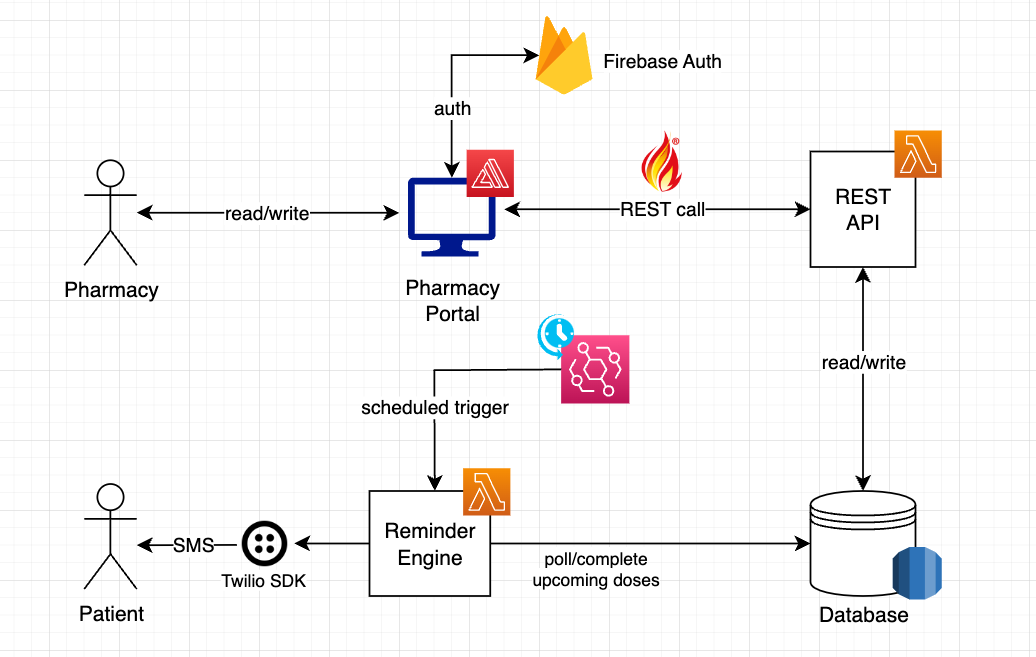 Firebase Auth
auth
®
read/write
REST call
REST
API
Pharmacy
Pharmacy
Portal
read/write
scheduled trigger
Reminder
Engine
SMS
Twilio SDK
poll/complete
upcoming doses
Patient
Database